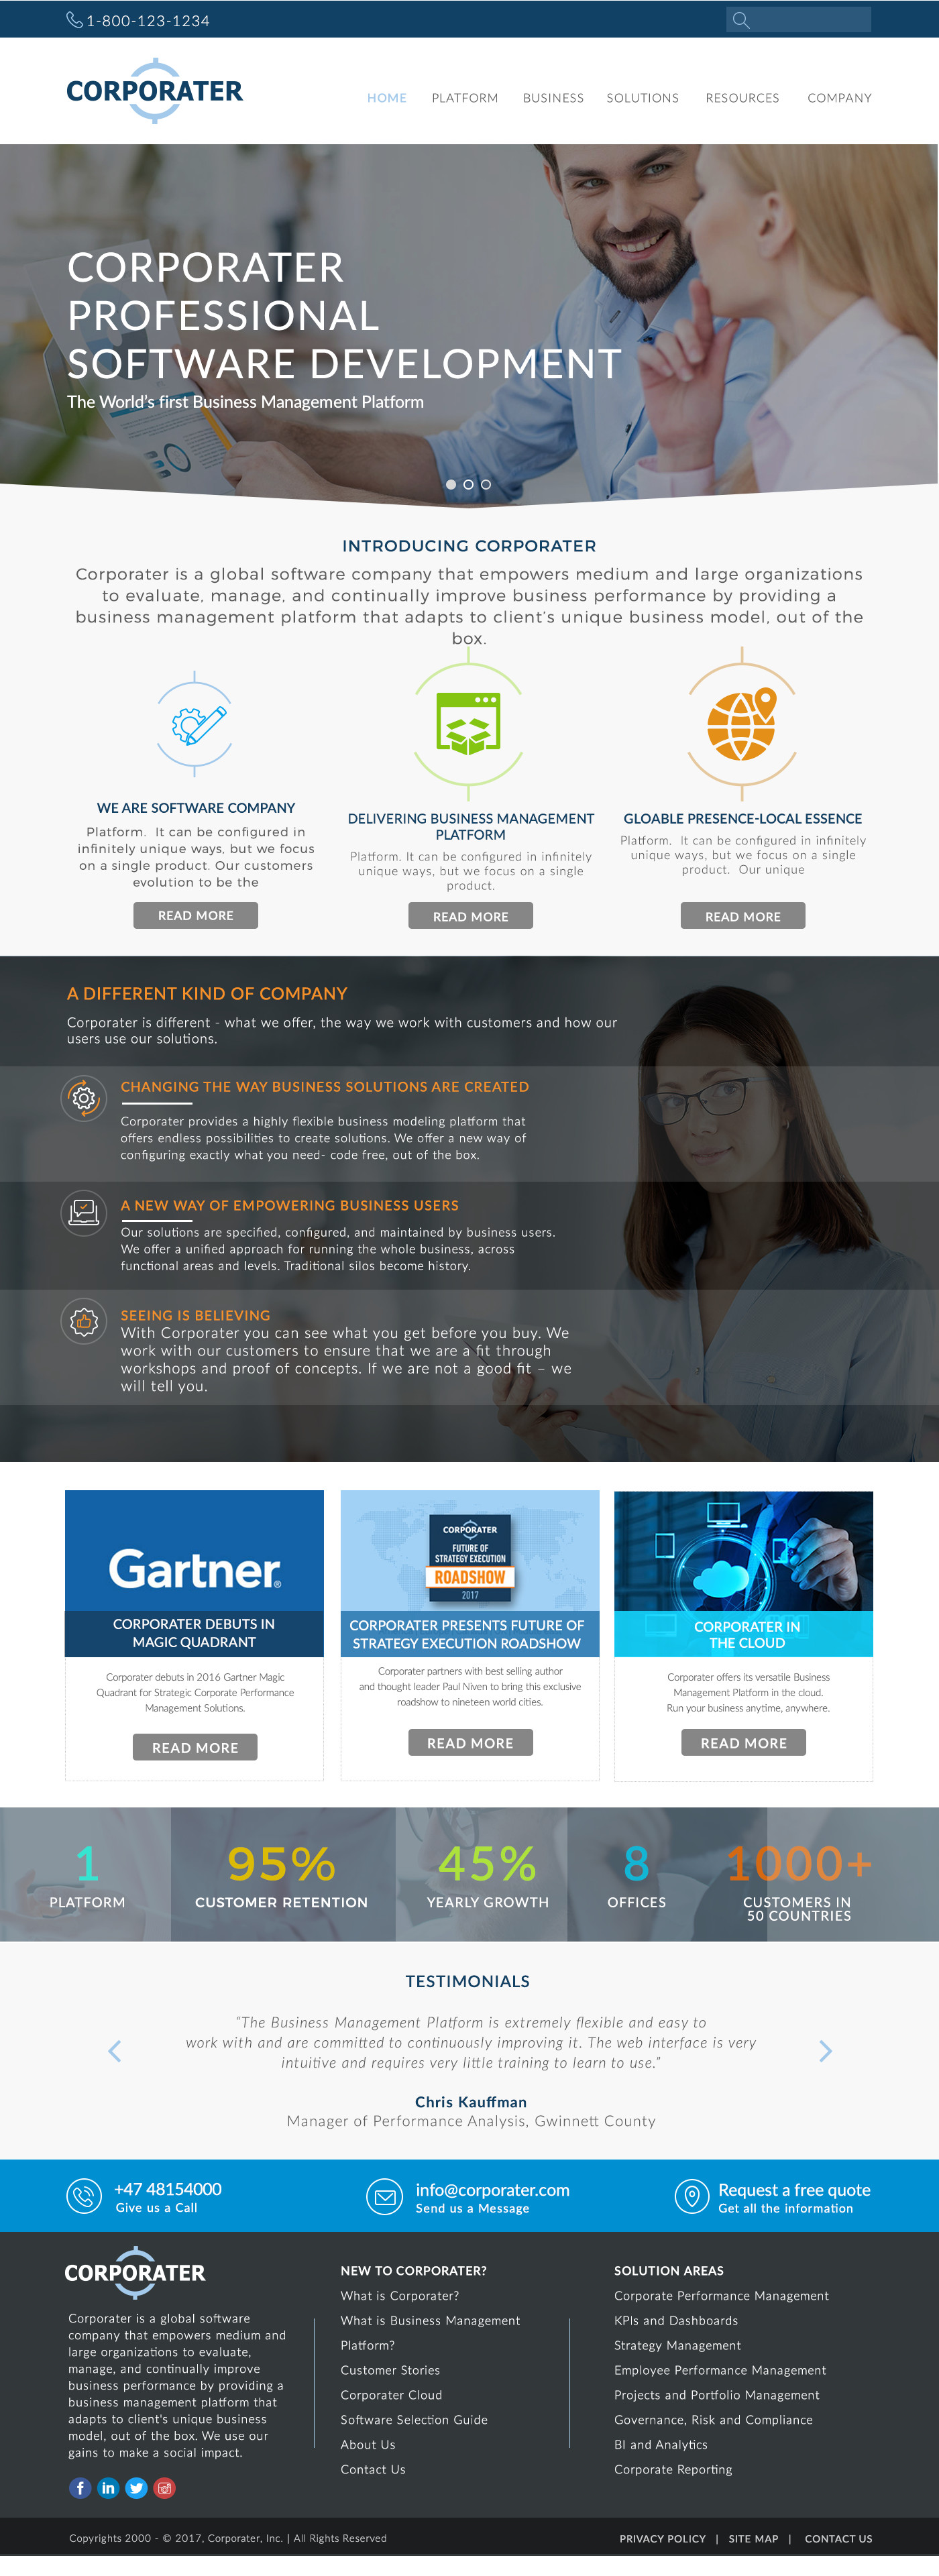 1-800-123-1234
CORPORATER
HOME PLATFORM BUSINESS SOLUTIONS RESOURCES COMPANY
CORPORATER
PROFESSIONAL
SOFTWARE DEVELOPMENT
The World's first Business Management Platform
INTRODUCING CORPORATER
Corporater is a global software company that empowers medium and large organizations
to evaluate, manage, and continually improve business performance by providing a
business management platform that adapts to client's unique business model, out of the
box.
WE ARE SOFTWARE COMPANY
Platform. It can be configured in
infinitely unique ways, but we focus
on a single product. Our customers
evolution to be the
READ MORE
DELIVERING BUSINESS MANAGEMENT
PLATFORM
Platform. It can be configured in infinitely
unique ways, but we focus on a single
product.
READ MORE
GLOABLE PRESENCE-LOCAL ESSENCE
Platform. It can be configured in infinitely
unique ways, but we focus on a single
product. Our unique
READ MORE
A DIFFERENT KIND OF COMPANY
Corporater is different - what we offer, the way we work with customers and how our
users use our solutions.
CHANGING THE WAY BUSINESS SOLUTIONS ARE CREATED
Corporater provides a highly flexible business modeling platform that
offers endless possibilities to create solutions. We offer a new way of
configuring exactly what you need- code free, out of the box.
A NEW WAY OF EMPOWERING BUSINESS USERS
Our solutions are specified, configured, and maintained by business users.
We offer a unified approach for running the whole business, across
functional areas and levels. Traditional silos become history.
SEEING IS BELIEVING
With Corporater you can see what you get before you buy. We
work with our customers to ensure that we are a fit through
workshops and proof of concepts. If we are not a good fit – we
will tell you.
Gartner®
CORPORATER DEBUTS IN
MAGIC QUADRANT
Corporater debuts in 2016 Gartner Magic
Quadrant for Strategic Corporate Performance
Management Solutions.
READ MORE
CORPORATER
FUTURE OF
STRATEGY EXECUTION
ROADSHOW
2017
CORPORATER PRESENTS FUTURE OF
STRATEGY EXECUTION ROADSHOW
Corporater partners with best selling author
and thought leader Paul Niven to bring this exclusive
roadshow to nineteen world cities.
READ MORE
CORPORATER IN
THE CLOUD
Corporater offers its versatile Business
Management Platform in the cloud.
Run your business anytime, anywhere.
READ MORE
1
PLATFORM
95%
CUSTOMER RETENTION
45%
YEARLY GROWTH
8
OFFICES
1000+
CUSTOMERS IN
50 COUNTRIES
TESTIMONIALS
"The Business Management Platform is extremely flexible and easy to
work with and are committed to continuously improving it. The web interface is very
intuitive and requires very little training to learn to use."
Chris Kauffman
Manager of Performance Analysis, Gwinnett County
+47 48154000
Give us a Call
info@corporater.com
Send us a Message
Request a free quote
Get all the information
CORPORATER
Corporater is a global software
company that empowers medium and
large organizations to evaluate,
manage, and continually improve
business performance by providing a
business management platform that
adapts to client's unique business
model, out of the box. We use our
gains to make a social impact.
NEW TO CORPORATER?
What is Corporater?
What is Business Management
Platform?
Customer Stories
Corporater Cloud
Software Selection Guide
About Us
Contact Us
SOLUTION AREAS
Corporate Performance Management
KPIs and Dashboards
Strategy Management
Employee Performance Management
Projects and Portfolio Management
Governance, Risk and Compliance
BI and Analytics
Corporate Reporting
Copyrights 2000 - © 2017, Corporater, Inc. | All Rights Reserved
PRIVACY POLICY | SITE MAP | CONTACT US